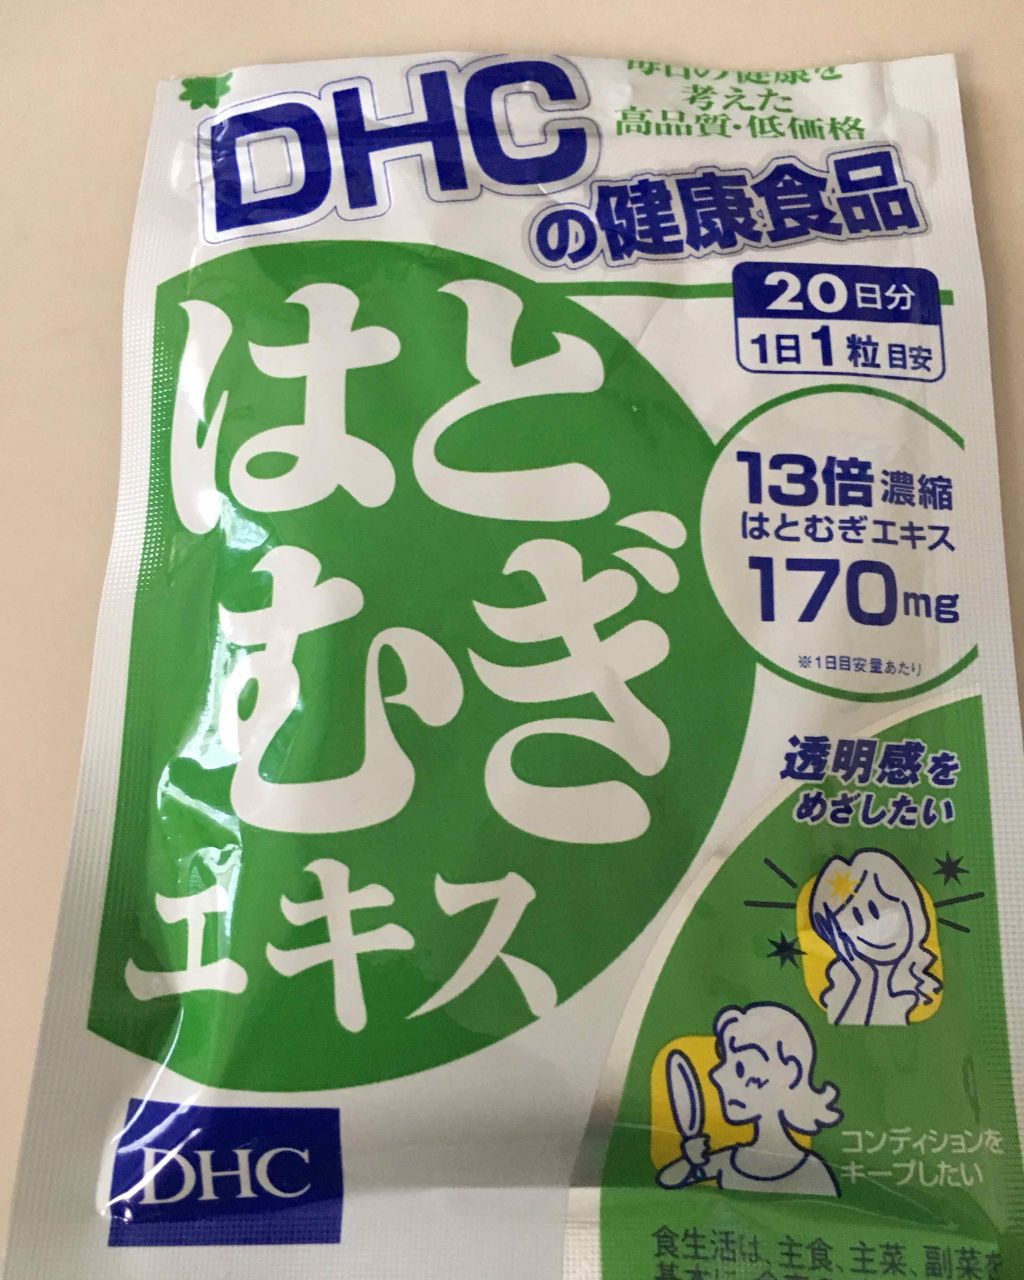 DHC
毎日の健康を
考えた
高品質・低価格
の健康食品
20日分
1日1粒目安
はと
むぎ
エキス
13倍濃縮
はとむぎエキス
170mg
※1日目安量あたり
透明感を
めざしたい
コンディションを
キープしたい
DHC
食生活は、主食、主菜、副菜を